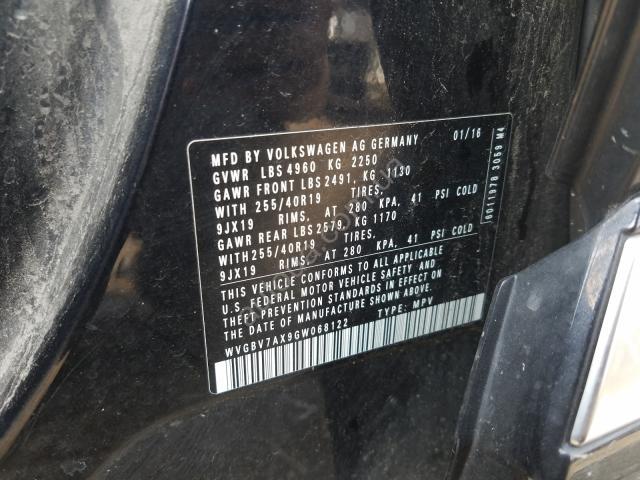 MFD BY VOLKSWAGEN AG GERMANY 01/16
GVWR LBS 4960 KG 2250
GAWR FRONT LBS 2491, KG 1130
WITH 255/40R19 TIRES.
9JX19 RIMS. AT 280 KPA, 41 PSI COLD
GAWR REAR LBS 2579, KG 1170
WITH 255/40R19 TIRES.
9JX19 RIMS. AT 280 KPA, 41 PSI COLD
THIS VEHICLE CONFORMS TO ALL APPLICABLE
U.S. FEDERAL MOTOR VEHICLE SAFETY AND
THEFT PREVENTION STANDARDS IN EFFECT ON
THE DATE OF MANUFACTURE SHOWN ABOVE.
WVGBV7AX9GW068122 TYPE: MPV
6011978 3059 M4